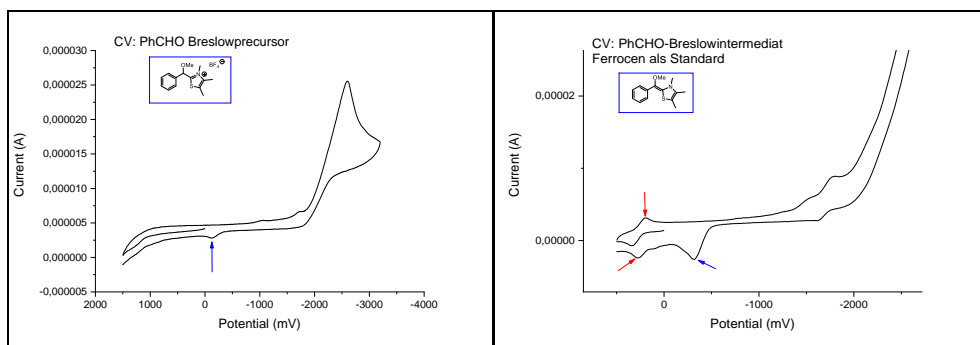 CV: PhCHO Breslowprecursor
OMe
BF4 ⊖
N ⊕
S
0,000030
0,000025
0,000020
0,000015
0,000010
0,000005
0,000000
-0,000005
Current (A)
2000 1000 0 -1000 -2000 -3000 -4000
Potential (mV)
CV: PhCHO-Breslowintermediat
Ferrocen als Standard
OMe
N
S
0,00002
0,00000
Current (A)
0 -1000 -2000
Potential (mV)